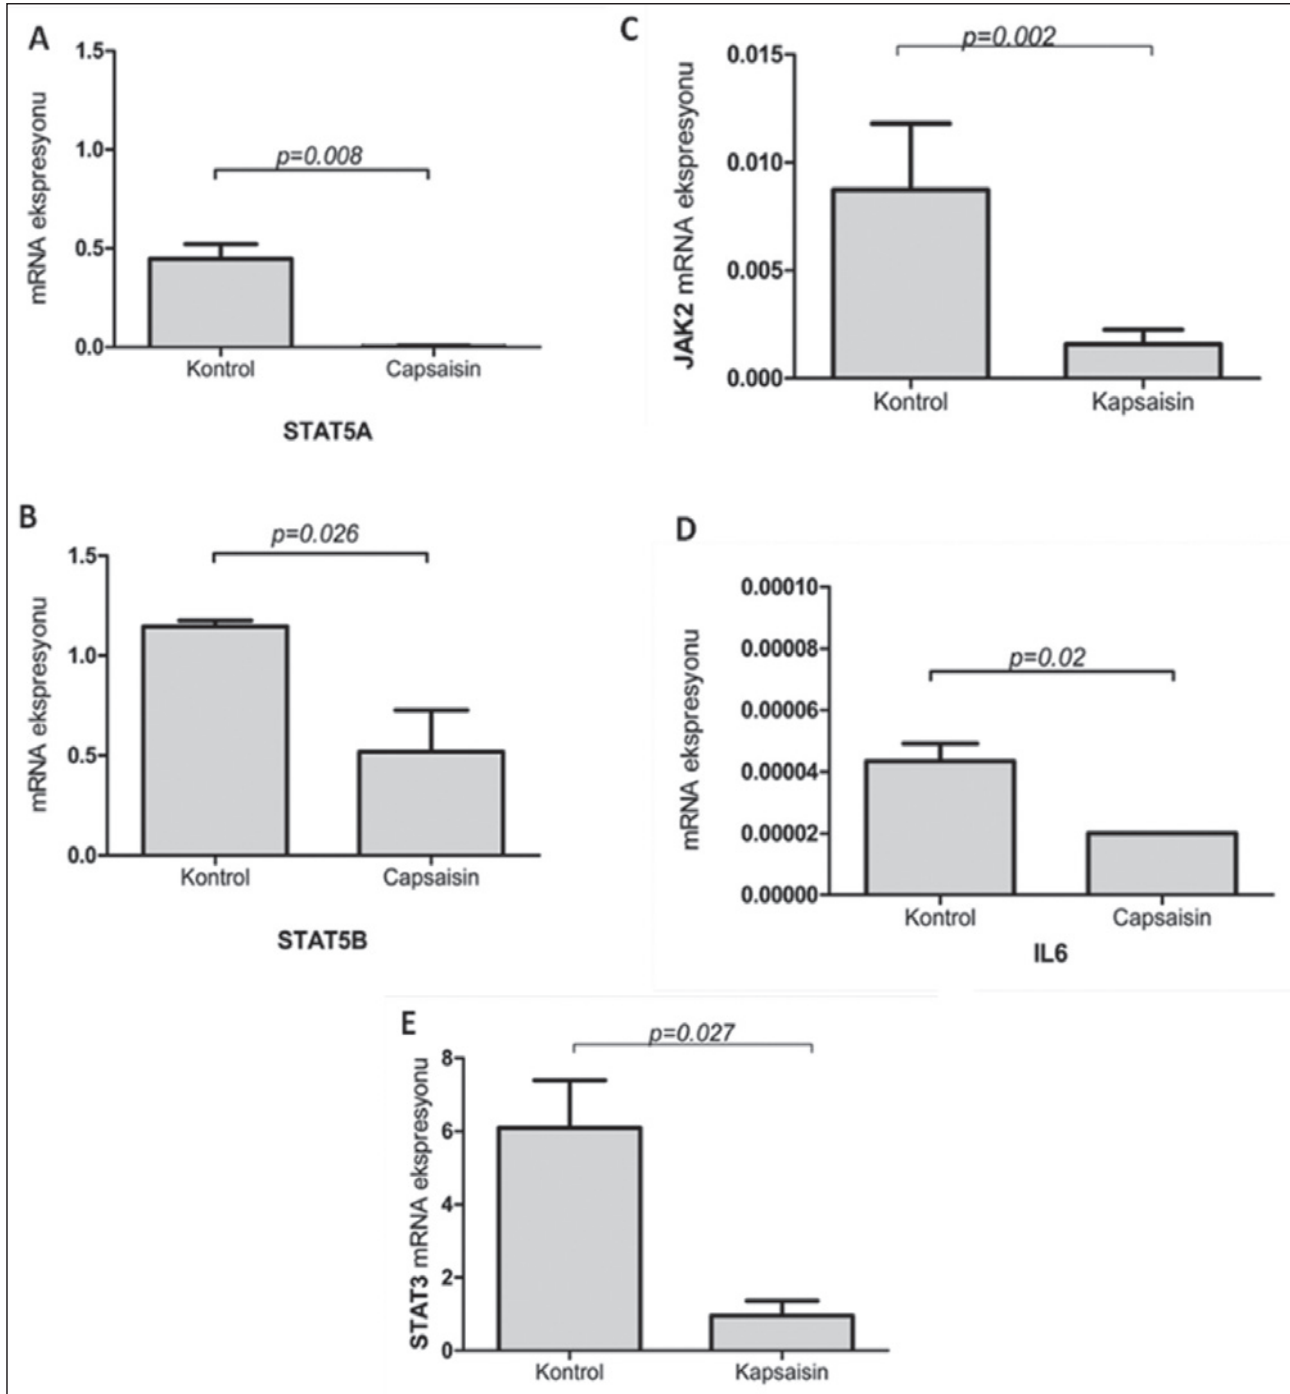 A
1.5
1.0
0.5
0.0
mRNA ekspresyonu
p=0.008
Kontrol Capsaisin
STAT5A
B
1.5
1.0
0.5
0.0
mRNA ekspresyonu
p=0.026
Kontrol Capsaisin
STAT5B
C
0.015
0.010
0.005
0.000
JAK2 mRNA ekspresyonu
p=0.002
Kontrol Kapsaisin
D
0.00010
0.00008
0.00006
0.00004
0.00002
0.00000
mRNA ekspresyonu
p=0.02
Kontrol Capsaisin
IL6
E
8
6
4
2
0
STAT3 mRNA ekspresyonu
p=0.027
Kontrol Kapsaisin